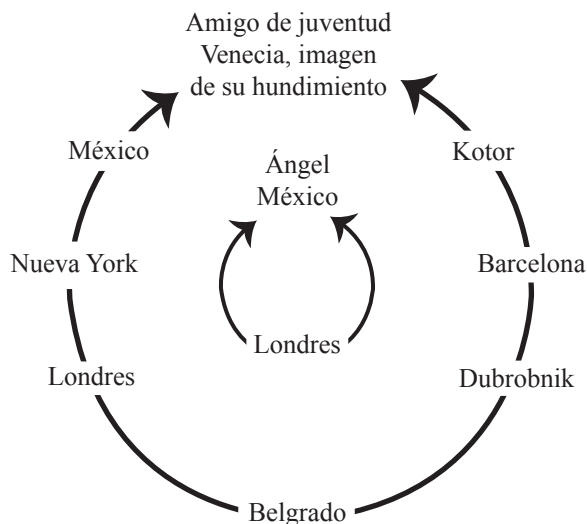 Amigo de juventud
Venecia, imagen
de su hundimiento
México
Kotor
Ángel
México
Nueva York
Barcelona
Londres
Londres
Dubrobnik
Belgrado